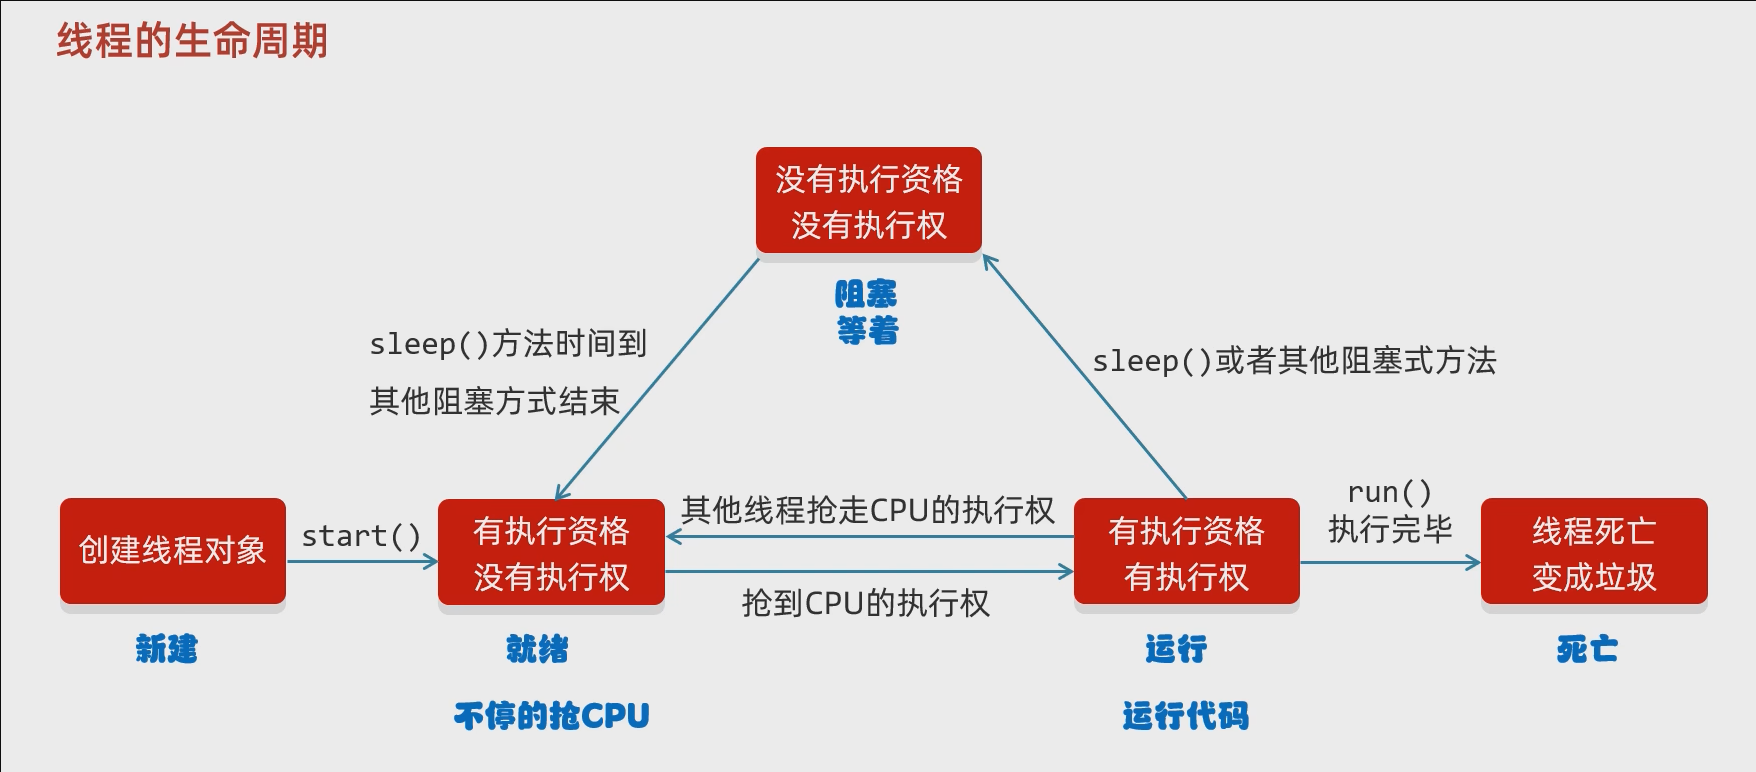 线程的生命周期
没有执行资格
没有执行权
阻塞
等着
sleep()方法时间到
其他阻塞方式结束
sleep()或者其他阻塞式方法
创建线程对象
新建
start()
有执行资格
没有执行权
就绪
不停的抢CPU
其他线程抢走CPU的执行权
抢到CPU的执行权
有执行资格
有执行权
运行
运行代码
run()
执行完毕
线程死亡
变成垃圾
死亡